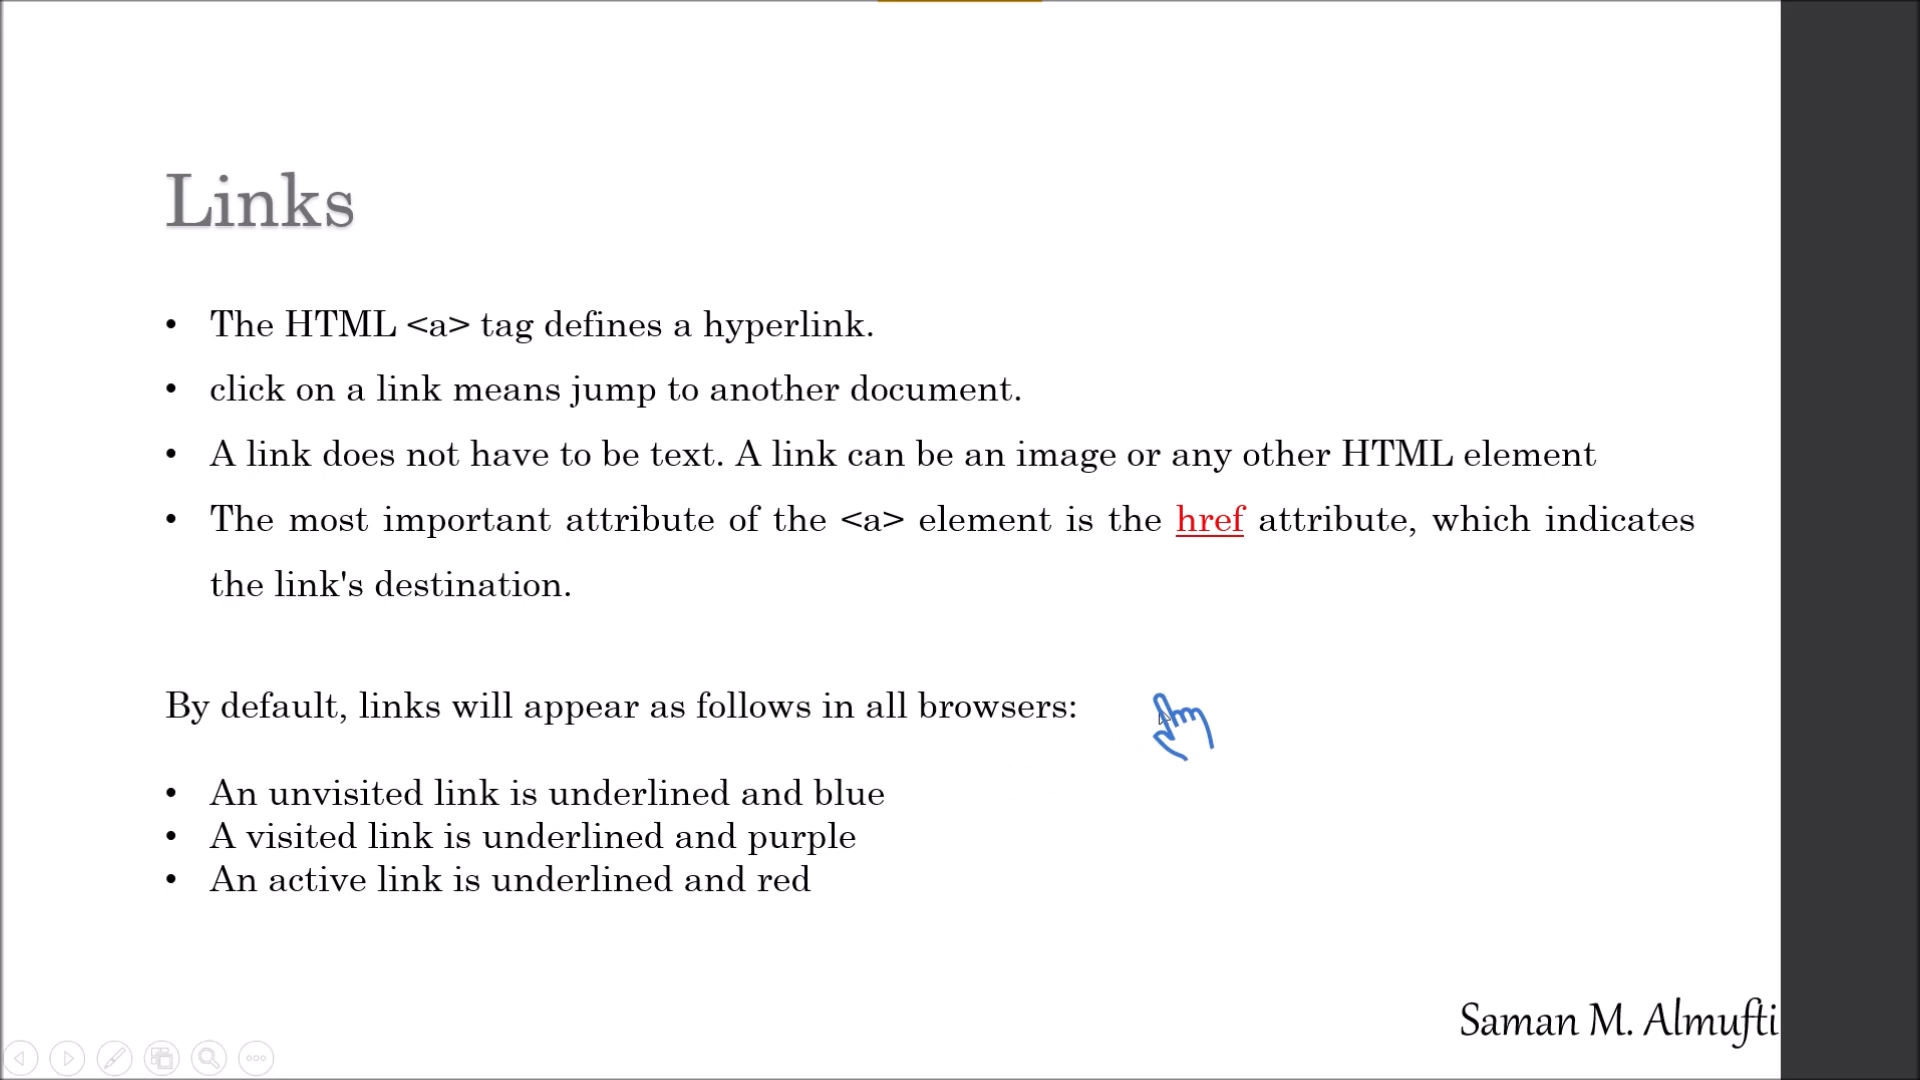 Links
• The HTML <a> tag defines a hyperlink.
• click on a link means jump to another document.
• A link does not have to be text. A link can be an image or any other HTML element
• The most important attribute of the <a> element is the href attribute, which indicates
the link's destination.
By default, links will appear as follows in all browsers:
• An unvisited link is underlined and blue
• A visited link is underlined and purple
• An active link is underlined and red
Saman M. Almufti